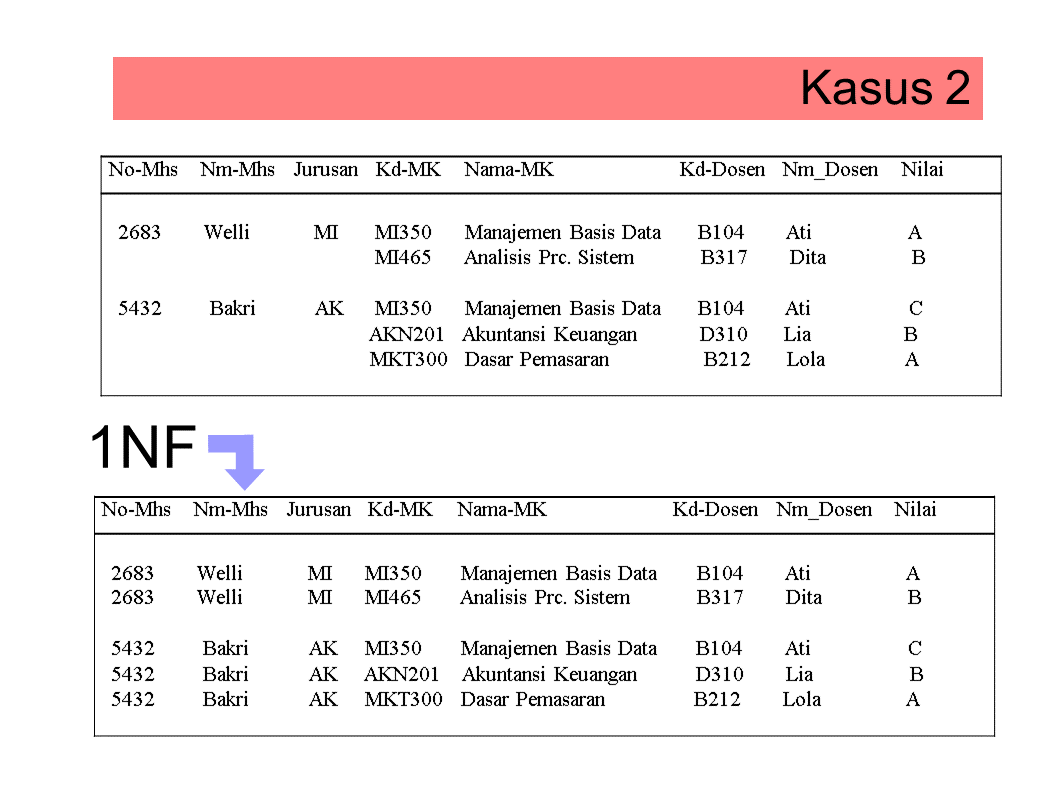 Kasus 2
No-Mhs Nm-Mhs Jurusan Kd-MK Nama-MK Kd-Dosen Nm_Dosen Nilai
2683 Welli MI MI350 Manajemen Basis Data B104 Ati A
MI465 Analisis Prc. Sistem B317 Dita B
5432 Bakri AK MI350 Manajemen Basis Data B104 Ati C
AKN201 Akuntansi Keuangan D310 Lia B
MKT300 Dasar Pemasaran B212 Lola A
1NF
No-Mhs Nm-Mhs Jurusan Kd-MK Nama-MK Kd-Dosen Nm_Dosen Nilai
2683 Welli MI MI350 Manajemen Basis Data B104 Ati A
2683 Welli MI MI465 Analisis Prc. Sistem B317 Dita B
5432 Bakri AK MI350 Manajemen Basis Data B104 Ati C
5432 Bakri AK AKN201 Akuntansi Keuangan D310 Lia B
5432 Bakri AK MKT300 Dasar Pemasaran B212 Lola A